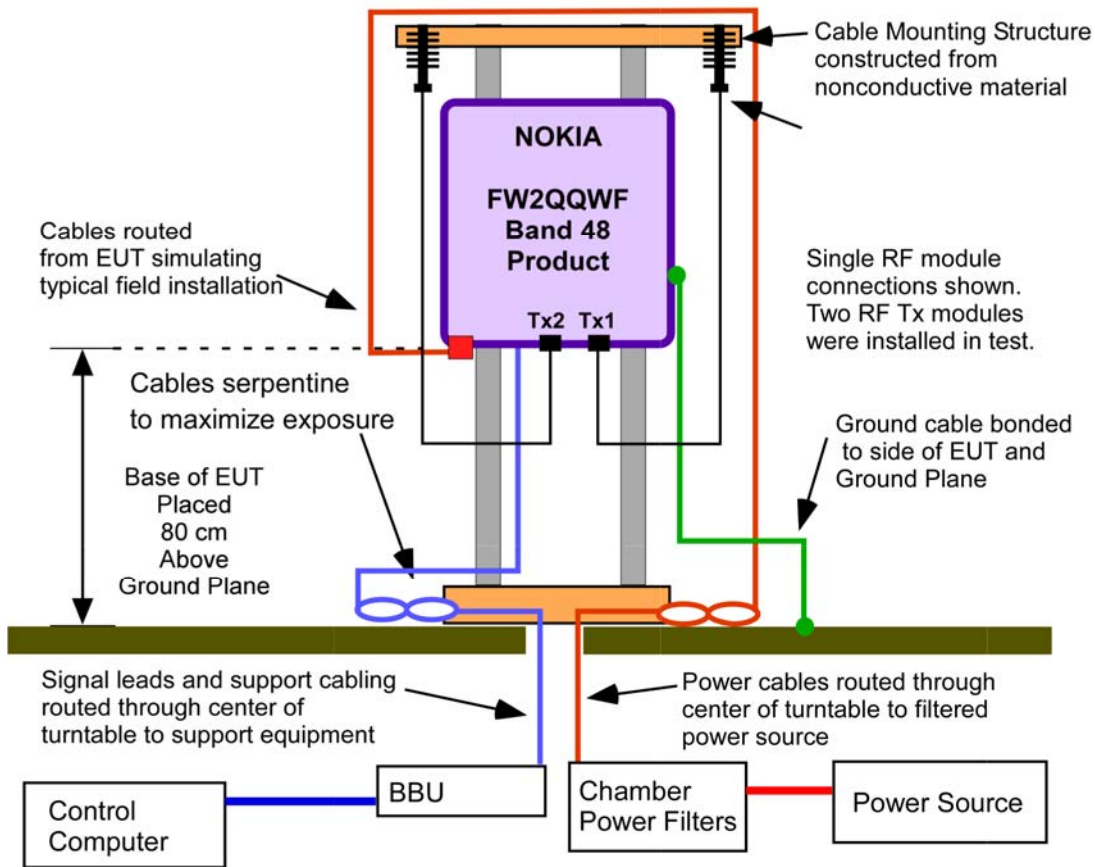 Cable Mounting Structure
constructed from
nonconductive material
NOKIA
FW2QQWF
Band 48
Product
Tx2
Tx1
Cables routed
from EUT simulating
typical field installation
Single RF module
connections shown.
Two RF Tx modules
were installed in test.
Cables serpentine
to maximize exposure
Ground cable bonded
to side of EUT and
Ground Plane
Base of EUT
Placed
80 cm
Above
Ground Plane
Signal leads and support cabling
routed through center of
turntable to support equipment
Power cables routed through
center of turntable to filtered
power source
Control
Computer
BBU
Chamber
Power Filters
Power Source